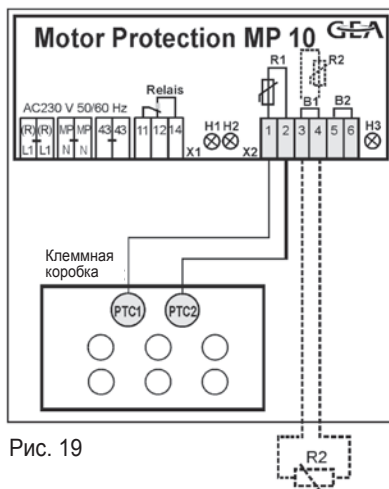 Motor Protection MP 10 GEA
R1 R2
Relais
AC230 V 50/60 Hz
B1 B2
(R) (R) MP MP 43 43 11 12 14 H1 H2 1 2 3 4 5 6 H3
L1 L1 N N X1 X2
Клеммная
коробка
PTC1 PTC2
Рис. 19
R2